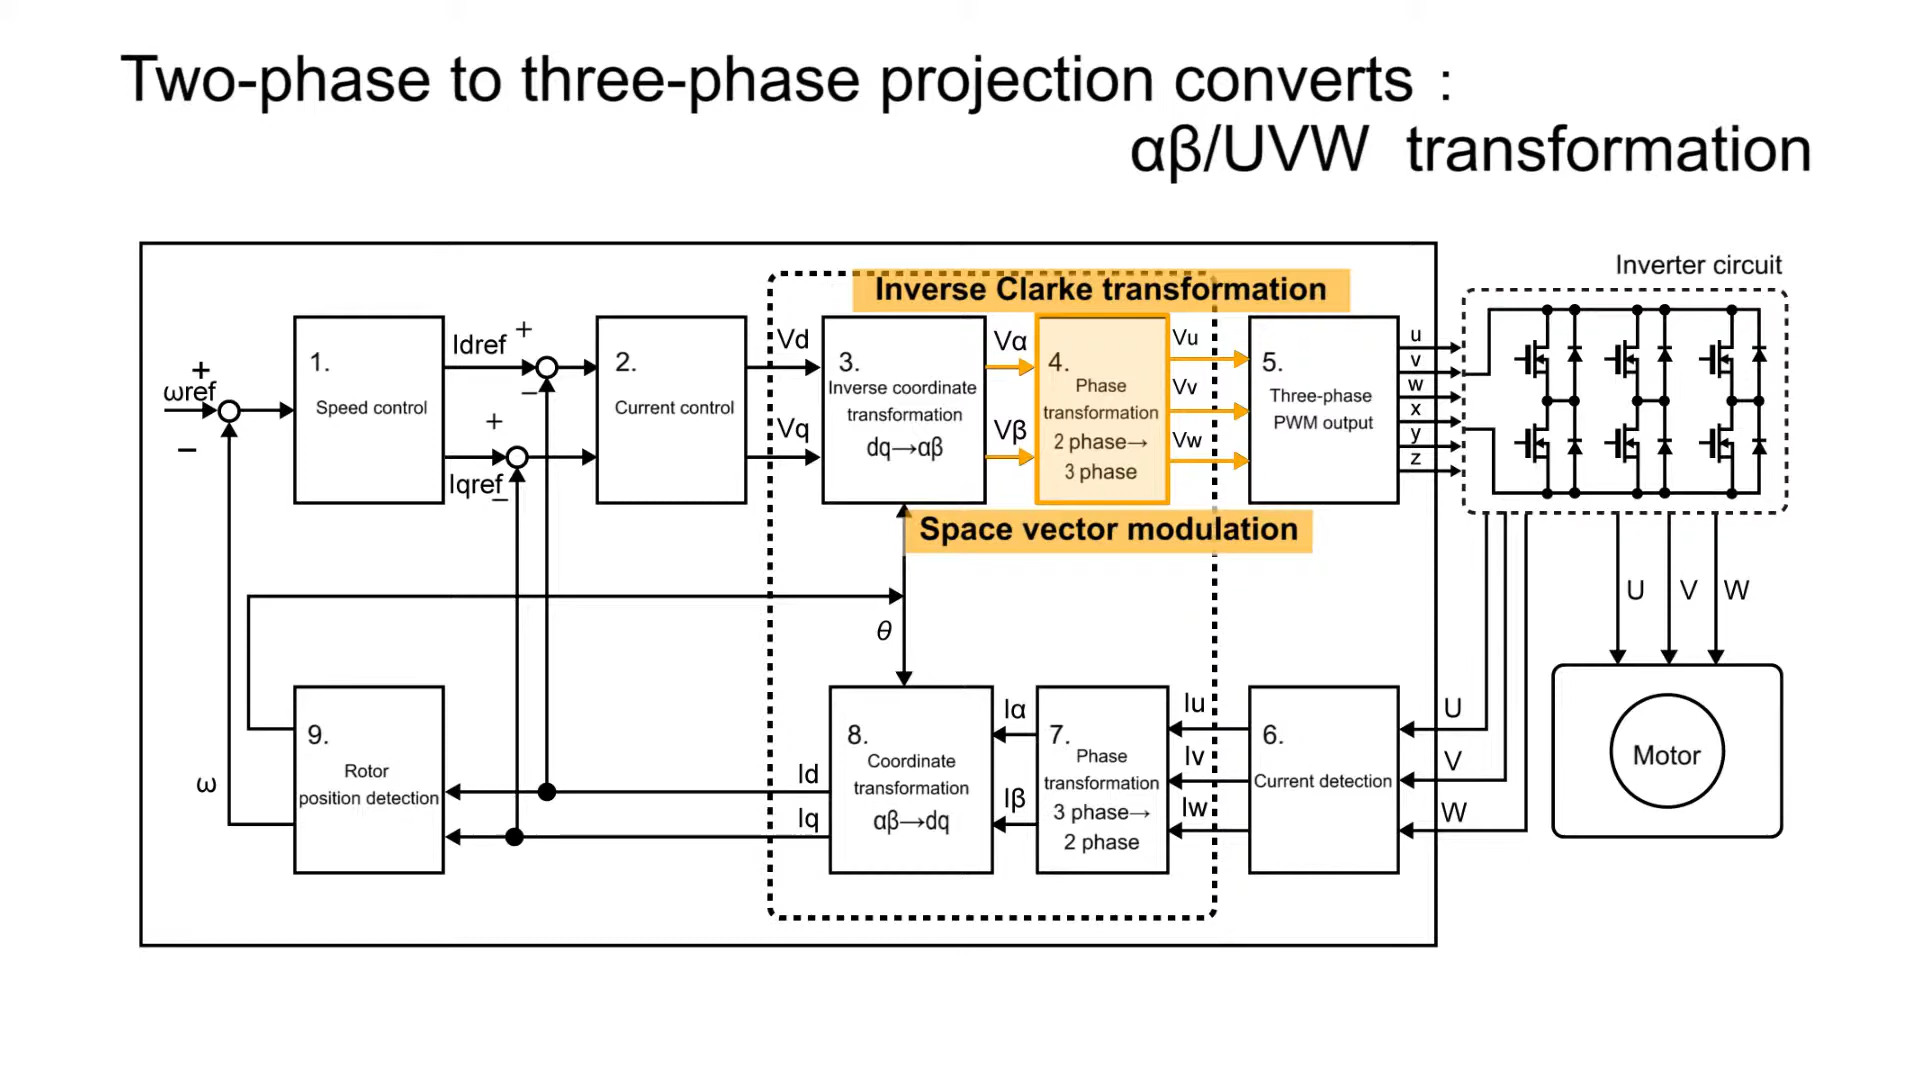 Two-phase to three-phase projection converts：
αβ/UVW transformation
Inverter circuit
Inverse Clarke transformation
+
ωref
−
1.
Speed control
Idref
+
−
+
Iqref
−
2.
Current control
Vd
Vq
3.
Inverse coordinate
transformation
dq→αβ
Vα
Vβ
4.
Phase
transformation
2 phase→
3 phase
Vu
Vv
Vw
5.
Three-phase
PWM output
u
v
w
x
y
z
Space vector modulation
θ
U
V
W
9.
Rotor
position detection
ω
Id
Iq
8.
Coordinate
transformation
αβ→dq
Iα
Iβ
7.
Phase
transformation
3 phase→
2 phase
Iu
Iv
Iw
6.
Current detection
U
V
W
Motor